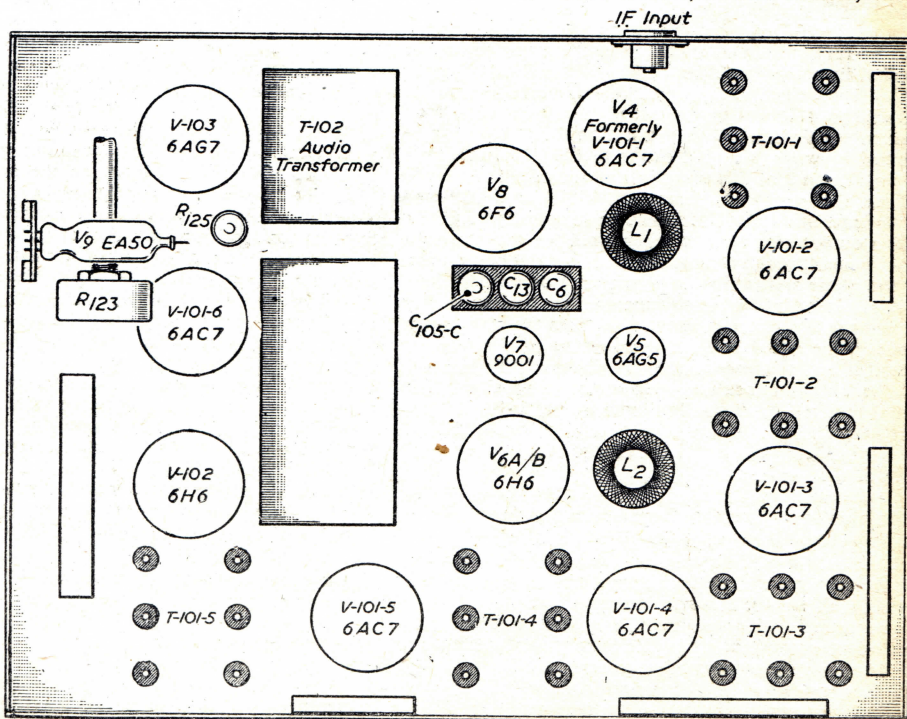 IF Input
V-103
6AG7
T-102
Audio
Transformer
V4
Formerly
V-101-1
6AC7
T-101-1
V8
6F6
R125
V9 EA50
L1
V-101-2
6AC7
R123
V-101-6
6AC7
C105-C
C13
C6
V7
9001
V5
6AG5
T-101-2
V-102
6H6
V6A/B
6H6
L2
V-101-3
6AC7
T-101-5
V-101-5
6AC7
T-101-4
V-101-4
6AC7
T-101-3